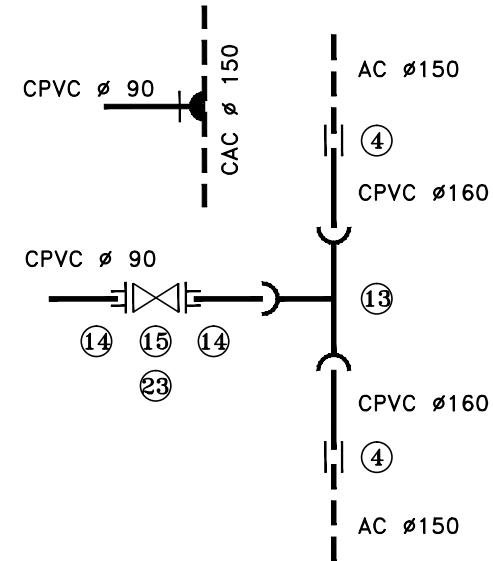 CPVC ø 90
CAC ø 150
AC ø150
4
CPVC ø160
CPVC ø 90
13
14
15
14
23
CPVC ø160
4
AC ø150